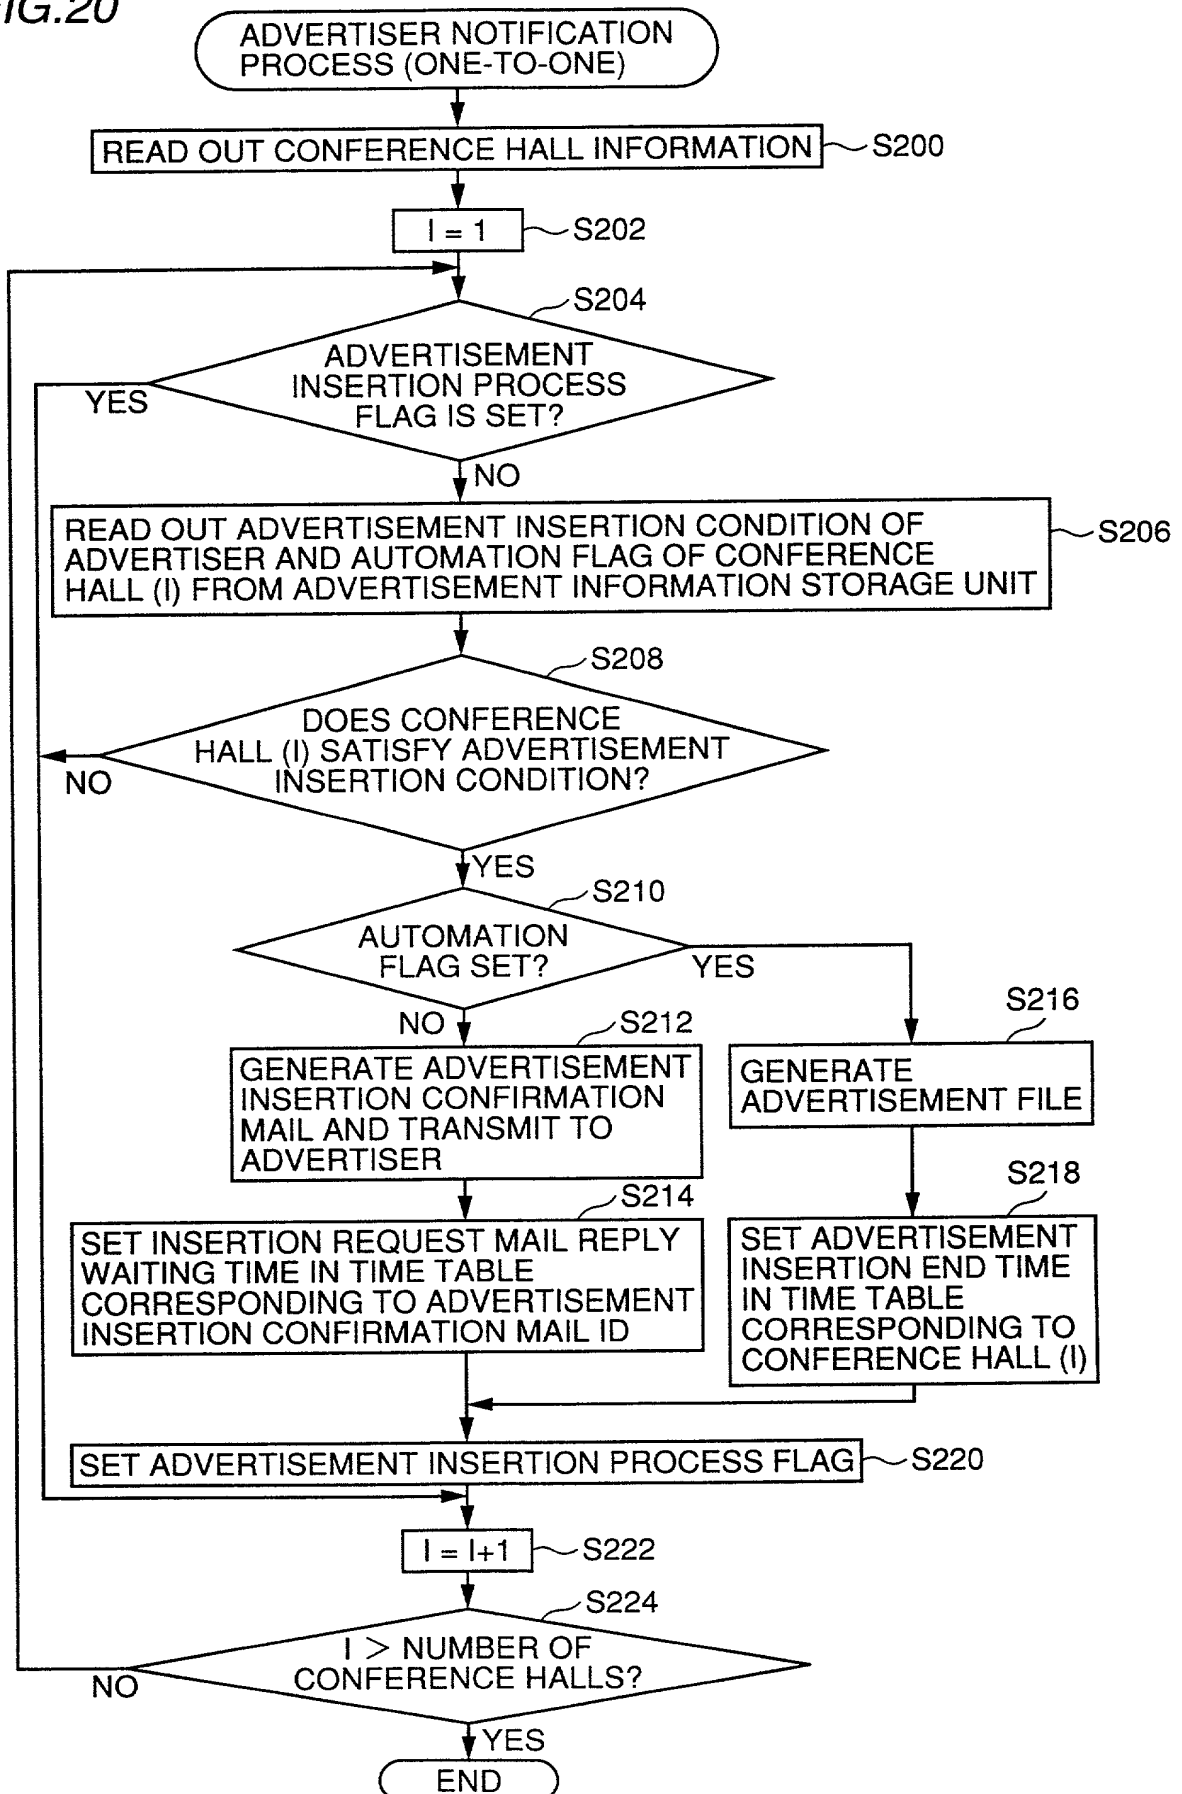 FIG.20
ADVERTISER NOTIFICATION
PROCESS (ONE-TO-ONE)
READ OUT CONFERENCE HALL INFORMATION
S200
I = 1
S202
S204
ADVERTISEMENT
INSERTION PROCESS
FLAG IS SET?
YES
NO
READ OUT ADVERTISEMENT INSERTION CONDITION OF
ADVERTISER AND AUTOMATION FLAG OF CONFERENCE
HALL (I) FROM ADVERTISEMENT INFORMATION STORAGE UNIT
S206
S208
DOES CONFERENCE
HALL (I) SATISFY ADVERTISEMENT
INSERTION CONDITION?
NO
YES
S210
AUTOMATION
FLAG SET?
YES
NO
S212
GENERATE ADVERTISEMENT
INSERTION CONFIRMATION
MAIL AND TRANSMIT TO
ADVERTISER
S216
GENERATE
ADVERTISEMENT FILE
S214
SET INSERTION REQUEST MAIL REPLY
WAITING TIME IN TIME TABLE
CORRESPONDING TO ADVERTISEMENT
INSERTION CONFIRMATION MAIL ID
S218
SET ADVERTISEMENT
INSERTION END TIME
IN TIME TABLE
CORRESPONDING TO
CONFERENCE HALL (I)
SET ADVERTISEMENT INSERTION PROCESS FLAG
S220
I = I+1
S222
S224
I > NUMBER OF
CONFERENCE HALLS?
NO
YES
END